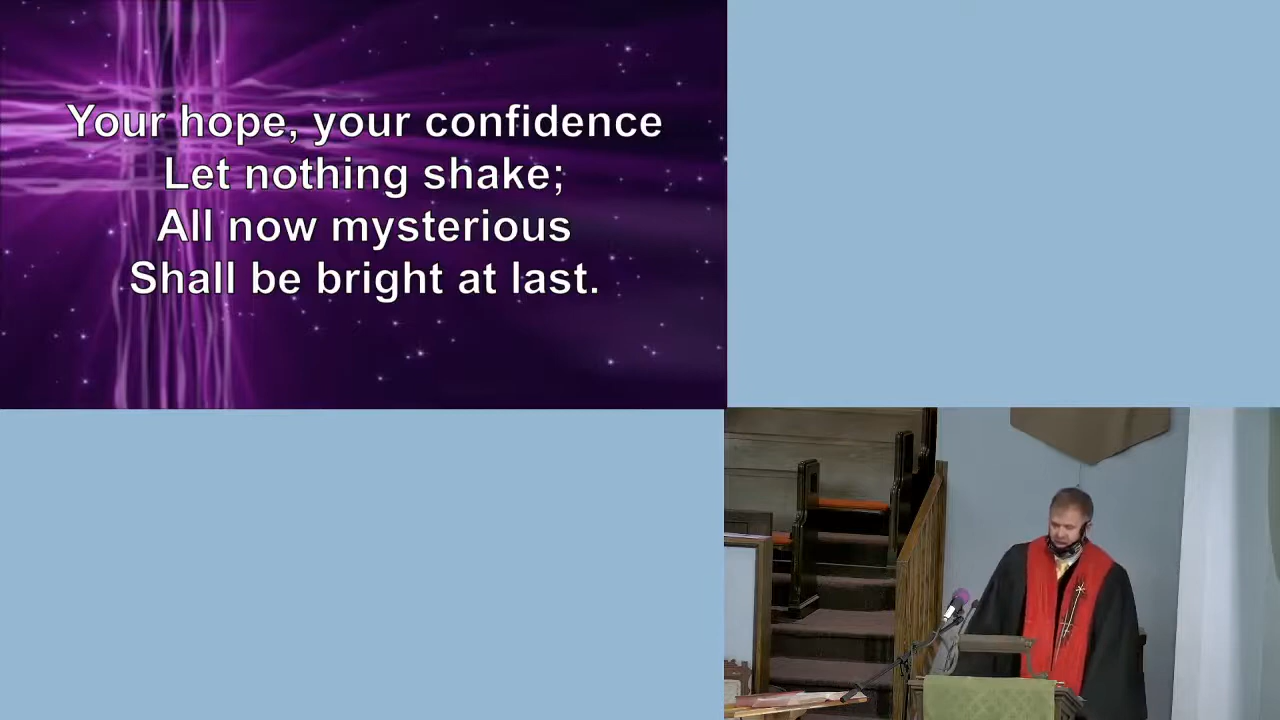 Your hope, your confidence
Let nothing shake;
All now mysterious
Shall be bright at last.